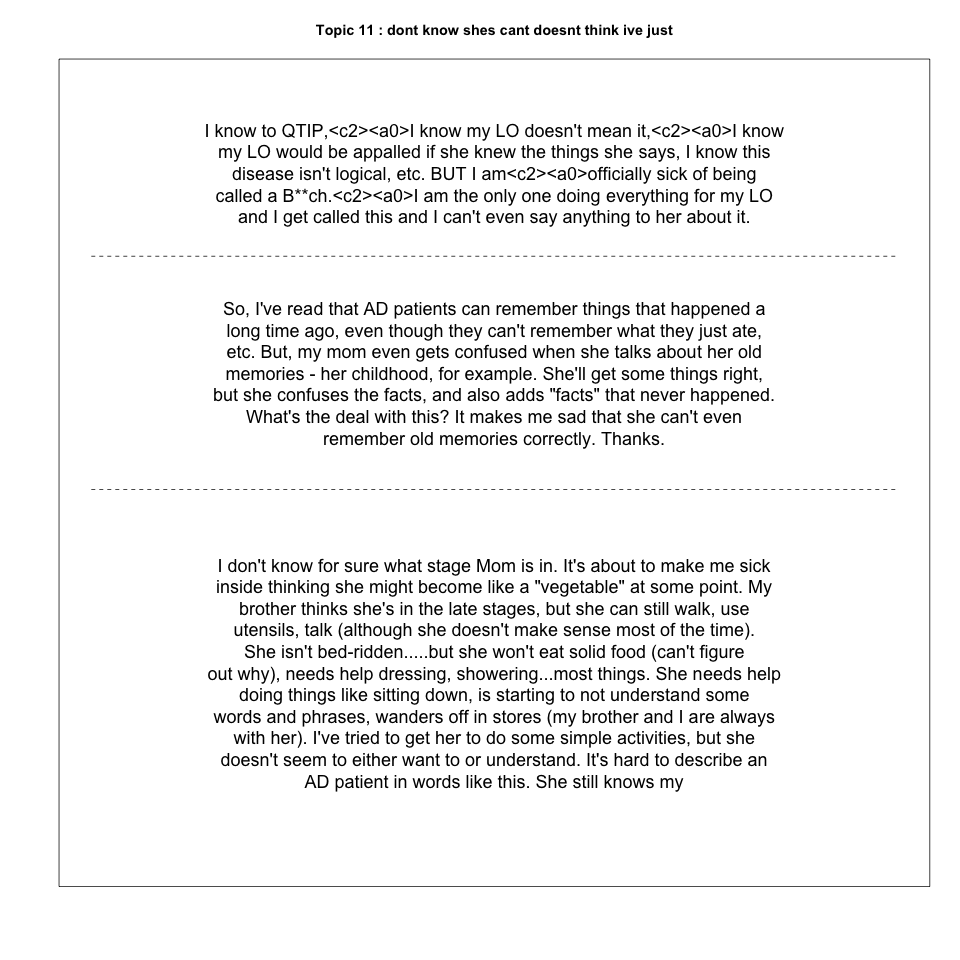 Topic 11 : dont know shes cant doesnt think ive just
I know to QTIP,<c2><a0>I know my LO doesn't mean it,<c2><a0>I know
my LO would be appalled if she knew the things she says, I know this
disease isn't logical, etc. BUT I am<c2><a0>officially sick of being
called a B**ch.<c2><a0>I am the only one doing everything for my LO
and I get called this and I can't even say anything to her about it.
So, I've read that AD patients can remember things that happened a
long time ago, even though they can't remember what they just ate,
etc. But, my mom even gets confused when she talks about her old
memories - her childhood, for example. She'll get some things right,
but she confuses the facts, and also adds "facts" that never happened.
What's the deal with this? It makes me sad that she can't even
remember old memories correctly. Thanks.
I don't know for sure what stage Mom is in. It's about to make me sick
inside thinking she might become like a "vegetable" at some point. My
brother thinks she's in the late stages, but she can still walk, use
utensils, talk (although she doesn't make sense most of the time).
She isn't bed-ridden.....but she won't eat solid food (can't figure
out why), needs help dressing, showering...most things. She needs help
doing things like sitting down, is starting to not understand some
words and phrases, wanders off in stores (my brother and I are always
with her). I've tried to get her to do some simple activities, but she
doesn't seem to either want to or understand. It's hard to describe an
AD patient in words like this. She still knows my